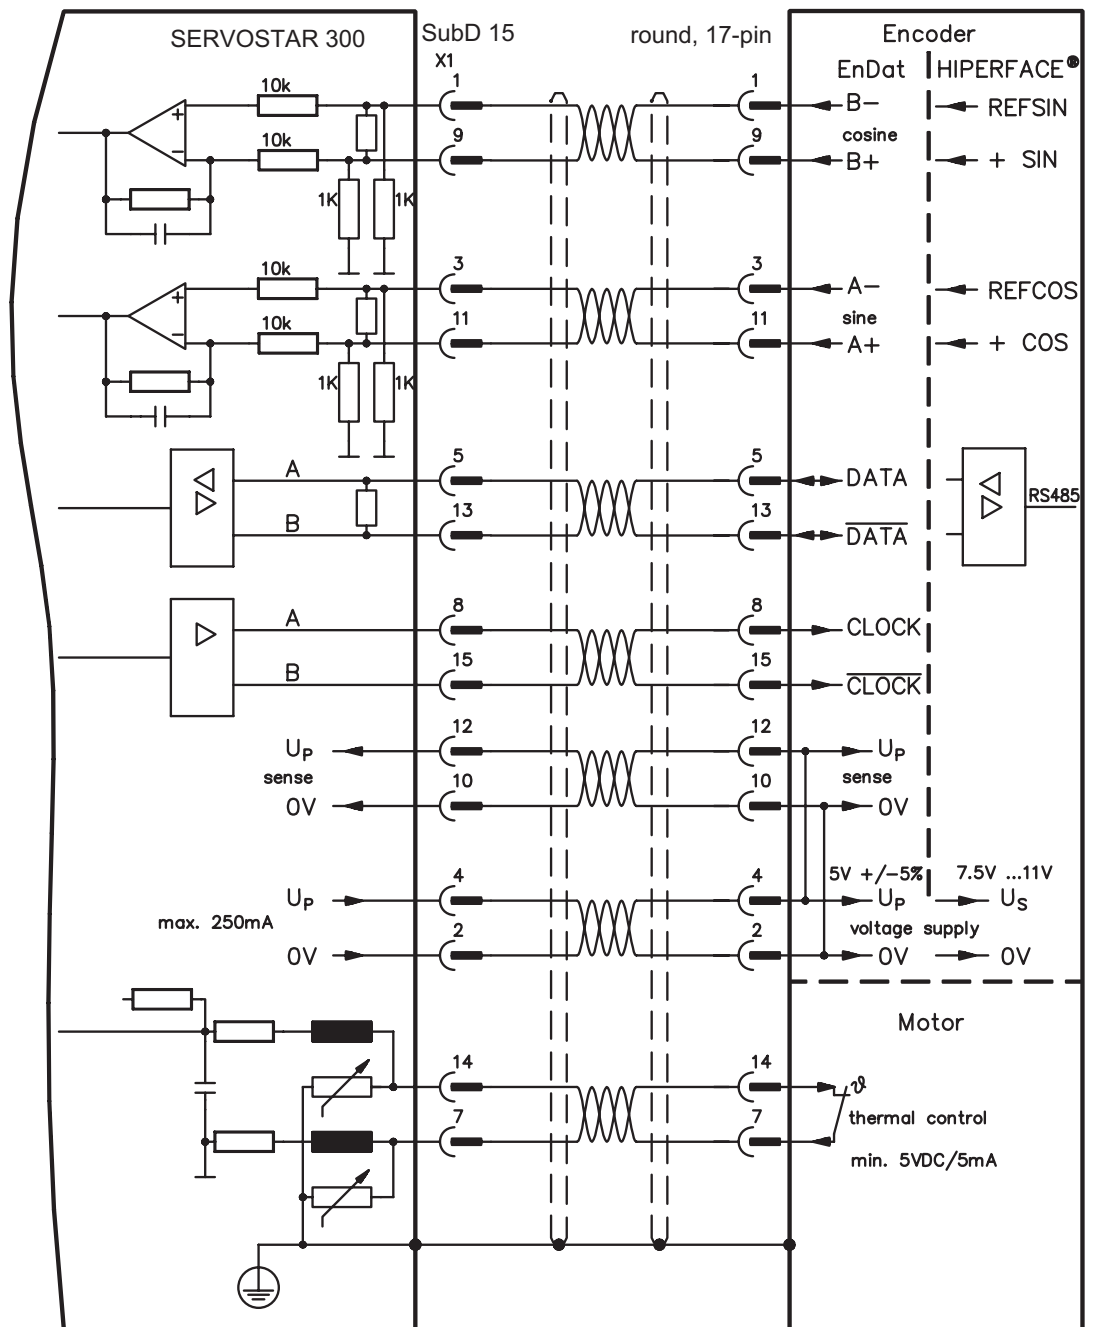 SERVOSTAR 300
SubD 15
round, 17-pin
Encoder
X1
EnDat
HIPERFACE®
10k
1
1
B-
REFSIN
cosine
10k
9
9
B+
+ SIN
1K
1K
10k
3
3
A-
REFCOS
sine
10k
11
11
A+
+ COS
1K
1K
A
5
5
DATA
RS485
B
13
13
DATA
A
8
8
CLOCK
B
15
15
CLOCK
UP
12
12
UP
sense
sense
0V
10
10
0V
5V +/-5%
7.5V ...11V
UP
4
4
UP
US
max. 250mA
voltage supply
0V
2
2
0V
0V
Motor
14
14
ϑ
thermal control
7
7
min. 5VDC/5mA